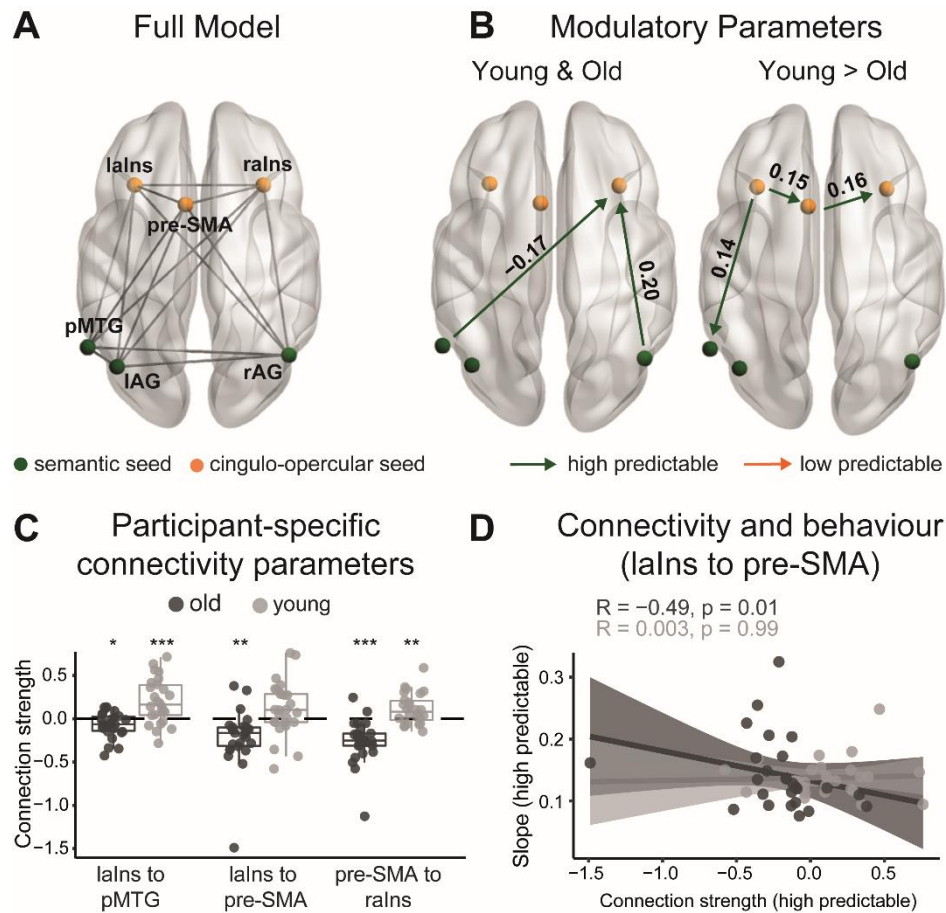 A Full Model
laIns
raIns
pre-SMA
pMTG
lAG
rAG
semantic seed
cingulo-opercular seed
B Modulatory Parameters
Young & Old
Young > Old
−0.17
0.20
0.15
0.16
0.14
high predictable
low predictable
C Participant-specific
connectivity parameters
old
young
* *** ** *** **
Connection strength
0.5
0.0
−0.5
−1.0
−1.5
laIns to
pMTG
laIns to
pre-SMA
pre-SMA to
raIns
D Connectivity and behaviour
(laIns to pre-SMA)
R = −0.49, p = 0.01
R = 0.003, p = 0.99
Slope (high predictable)
0.3
0.2
0.1
−1.5 −1.0 −0.5 0.0 0.5
Connection strength (high predictable)